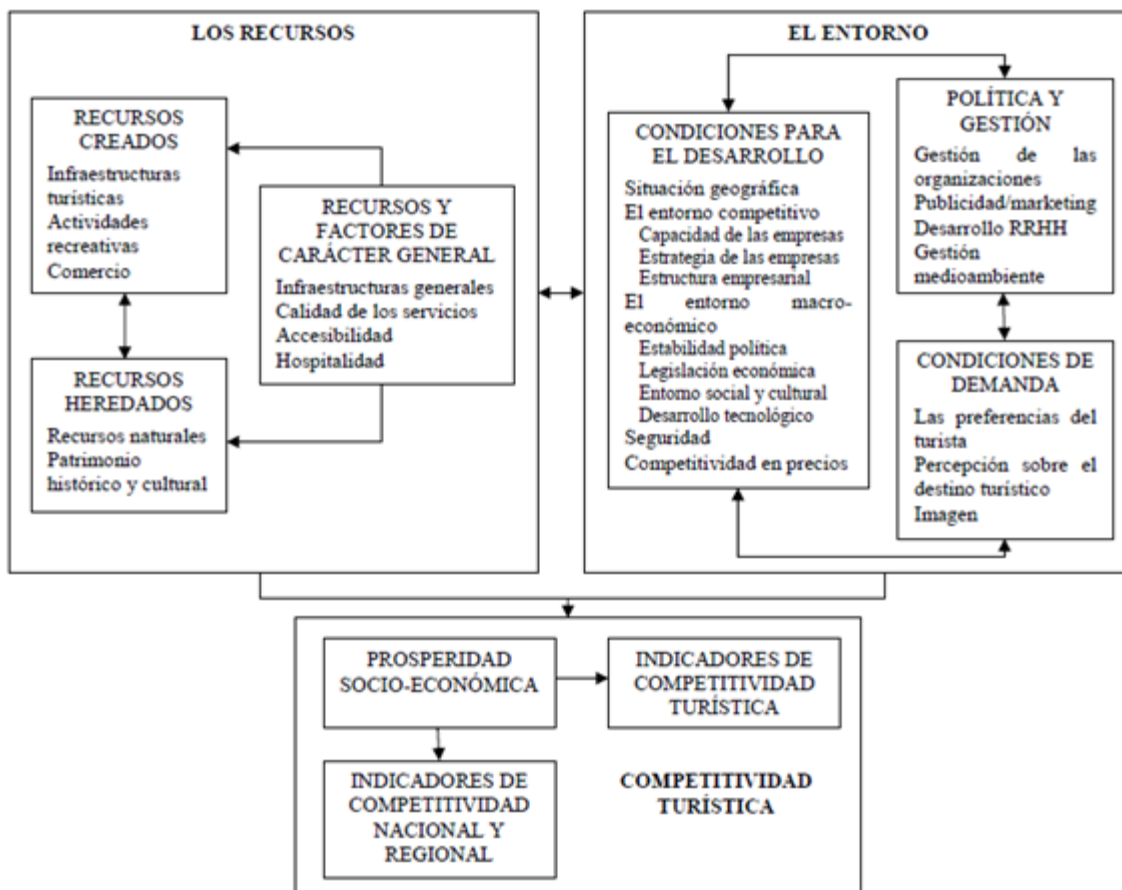 LOS RECURSOS
RECURSOS
CREADOS
Infraestructuras
turísticas
Actividades
recreativas
Comercio
RECURSOS Y
FACTORES DE
CARÁCTER GENERAL
Infraestructuras generales
Calidad de los servicios
Accesibilidad
Hospitalidad
RECURSOS
HEREDADOS
Recursos naturales
Patrimonio
histórico y cultural
EL ENTORNO
CONDICIONES PARA
EL DESARROLLO
Situación geográfica
El entorno competitivo
Capacidad de las empresas
Estrategia de las empresas
Estructura empresarial
El entorno macro-
económico
Estabilidad política
Legislación económica
Entorno social y cultural
Desarrollo tecnológico
Seguridad
Competitividad en precios
POLÍTICA Y
GESTIÓN
Gestión de las
organizaciones
Publicidad/marketing
Desarrollo RRHH
Gestión
medioambiente
CONDICIONES DE
DEMANDA
Las preferencias del
turista
Percepción sobre el
destino turístico
Imagen
PROSPERIDAD
SOCIO-ECONÓMICA
INDICADORES DE
COMPETITIVIDAD
TURÍSTICA
INDICADORES DE
COMPETITIVIDAD
NACIONAL Y
REGIONAL
COMPETITIVIDAD
TURÍSTICA